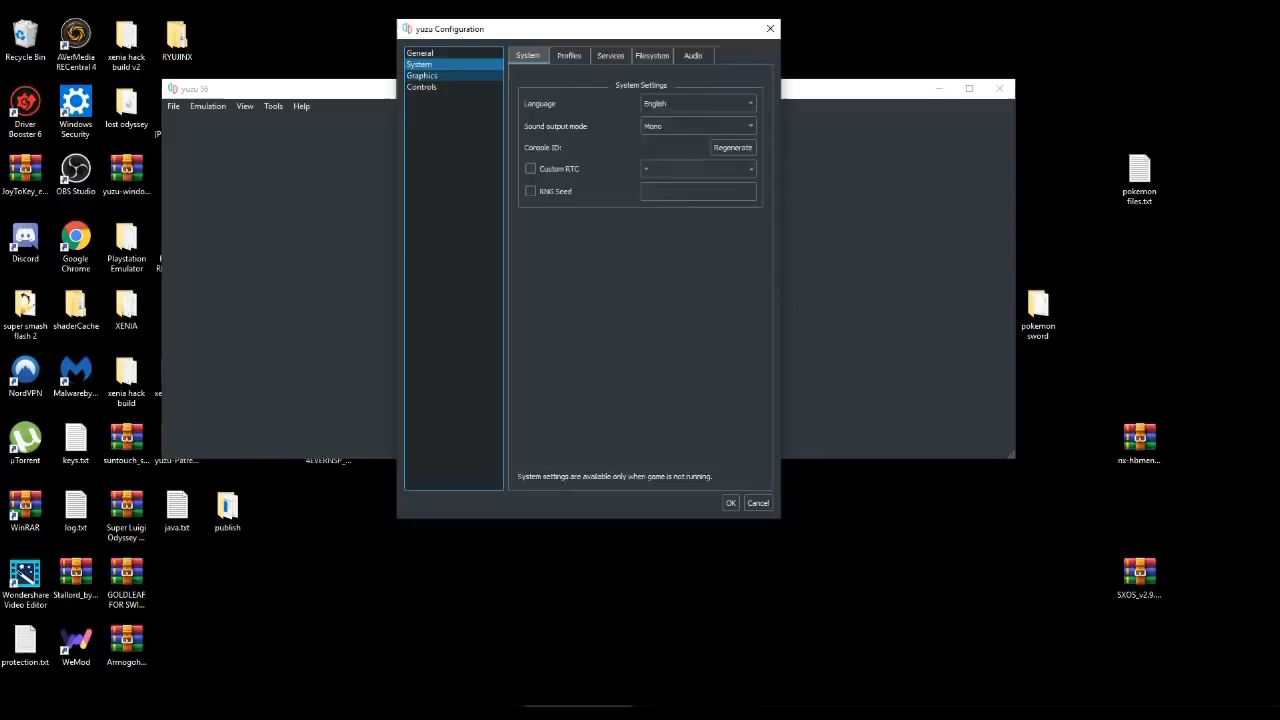 Recycle Bin
AVerMedia
RECentral 4
xenia hack
build v2
RYUJINX
Driver
Booster 6
Windows
Security
lost odyssey
JoyToKey_e...
OBS Studio
yuzu-windo...
Discord
Google
Chrome
Playstation
Emulator
super smash
flash 2
shaderCache
XENIA
NordVPN
Malwareby...
xenia hack
build
µTorrent
keys.txt
suntouch_s...
yuzu-Patre...
4EVERNSP_...
WinRAR
log.txt
Super Luigi
Odyssey ...
java.txt
publish
Wondershare
Video Editor
Stallord_by...
GOLDLEAF
FOR SWI...
protection.txt
WeMod
Armogoh...
yuzu 56
File Emulation View Tools Help
yuzu Configuration
General
System
Graphics
Controls
System Profiles Services Filesystem Audio
System Settings
Language English
Sound output mode Mono
Console ID: Regenerate
Custom RTC
RNG Seed
System settings are available only when game is not running.
OK Cancel
pokemon
files.txt
pokemon
sword
nx-hbmen...
SXOS_v2.9....